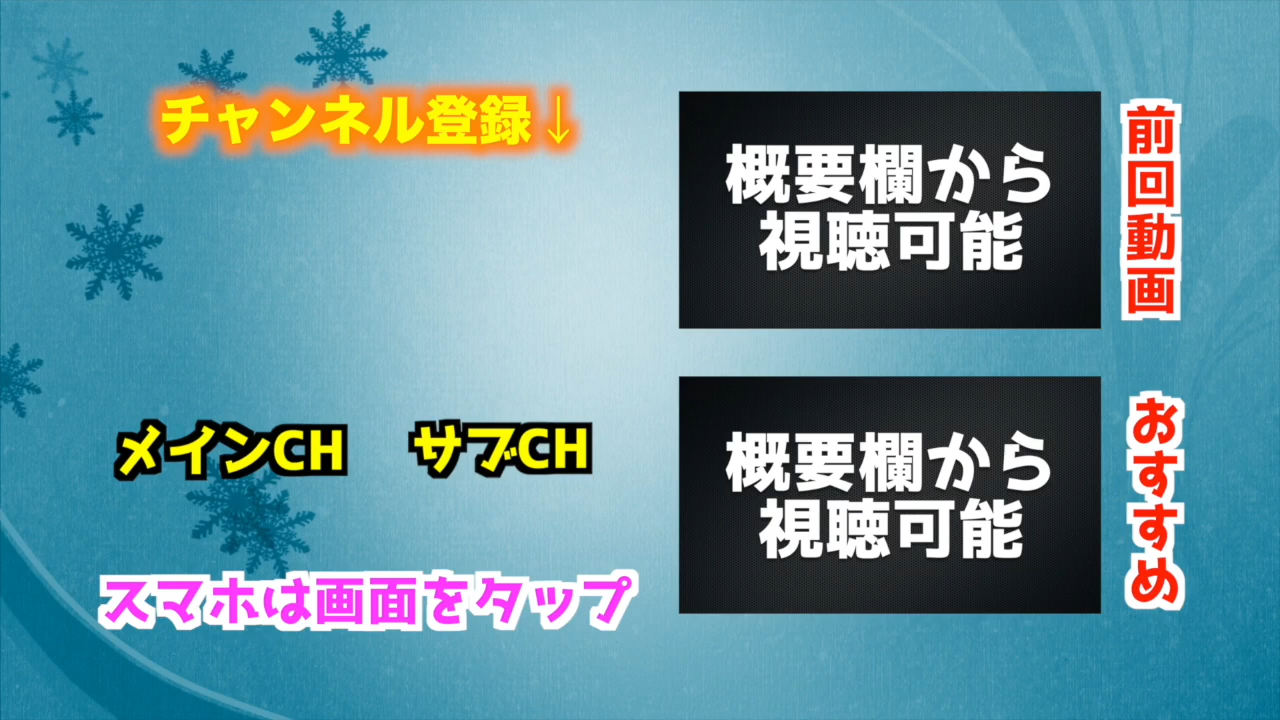 チャンネル登録↓
メインCH
サブCH
スマホは画面をタップ
概要欄から
視聴可能
前回動画
概要欄から
視聴可能
おすすめ